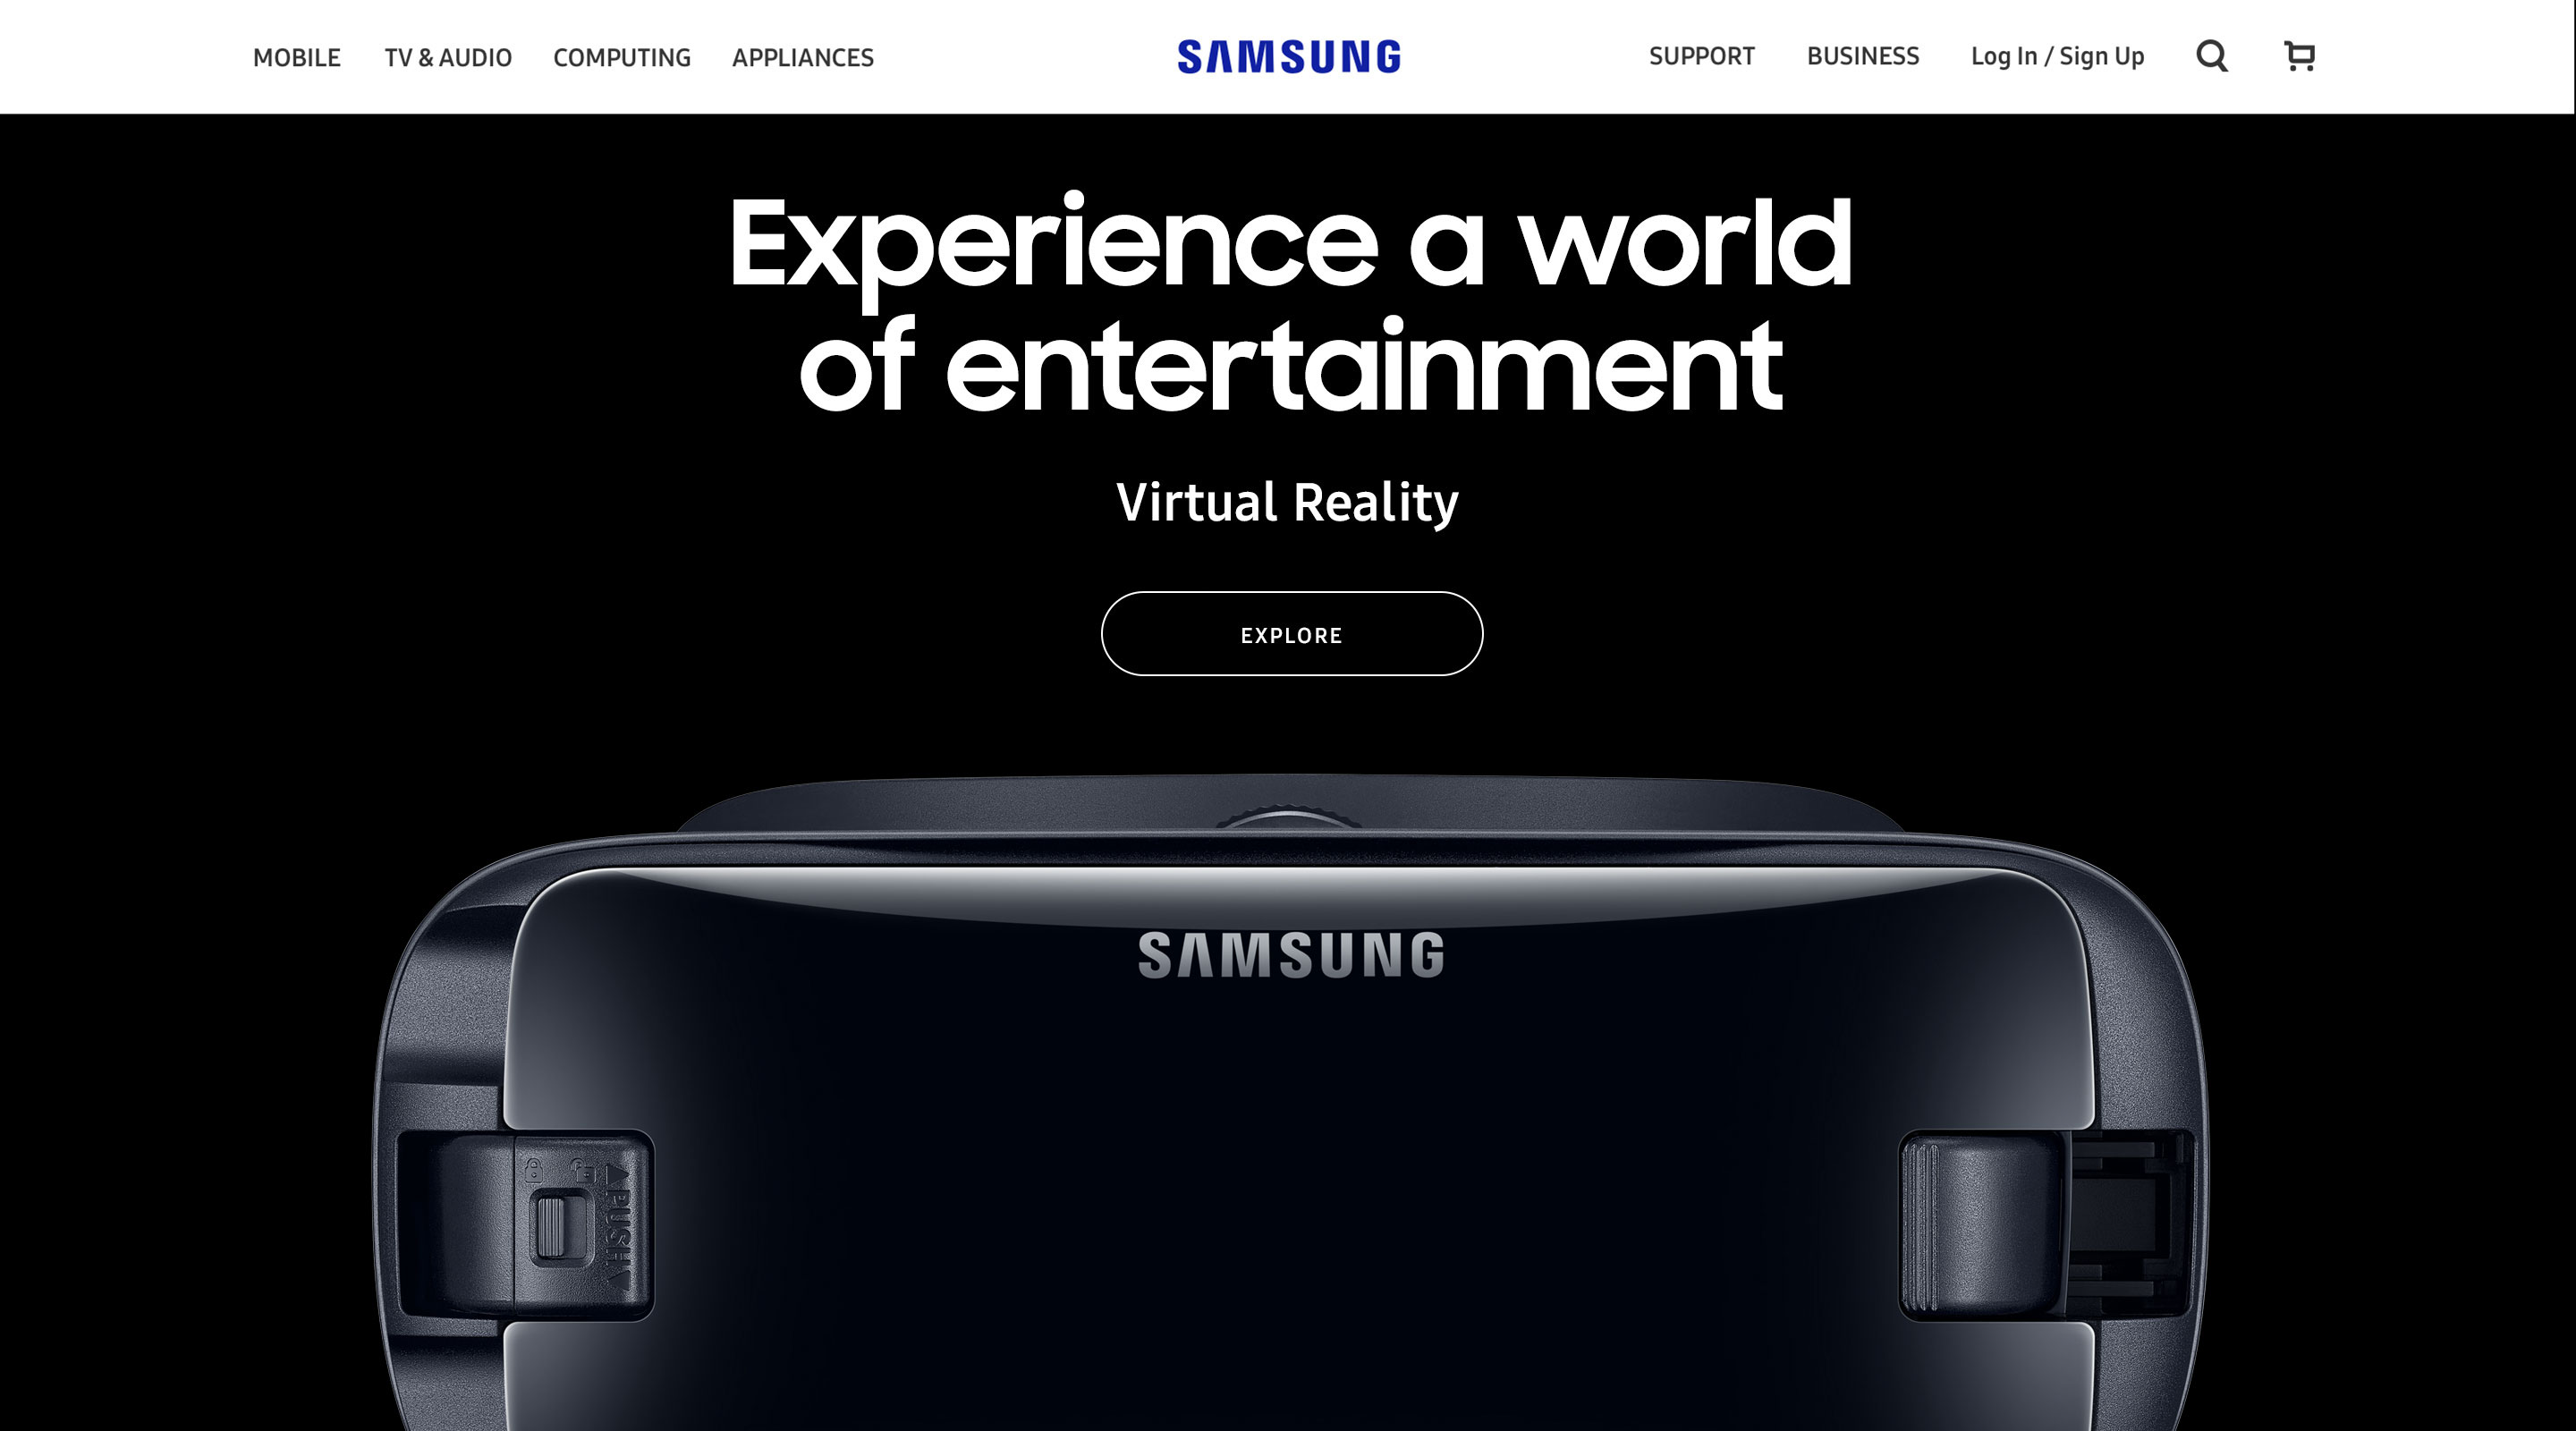 MOBILE TV & AUDIO COMPUTING APPLIANCES SAMSUNG SUPPORT BUSINESS Log In / Sign Up
Experience a world
of entertainment
Virtual Reality
EXPLORE
SAMSUNG
PUSH